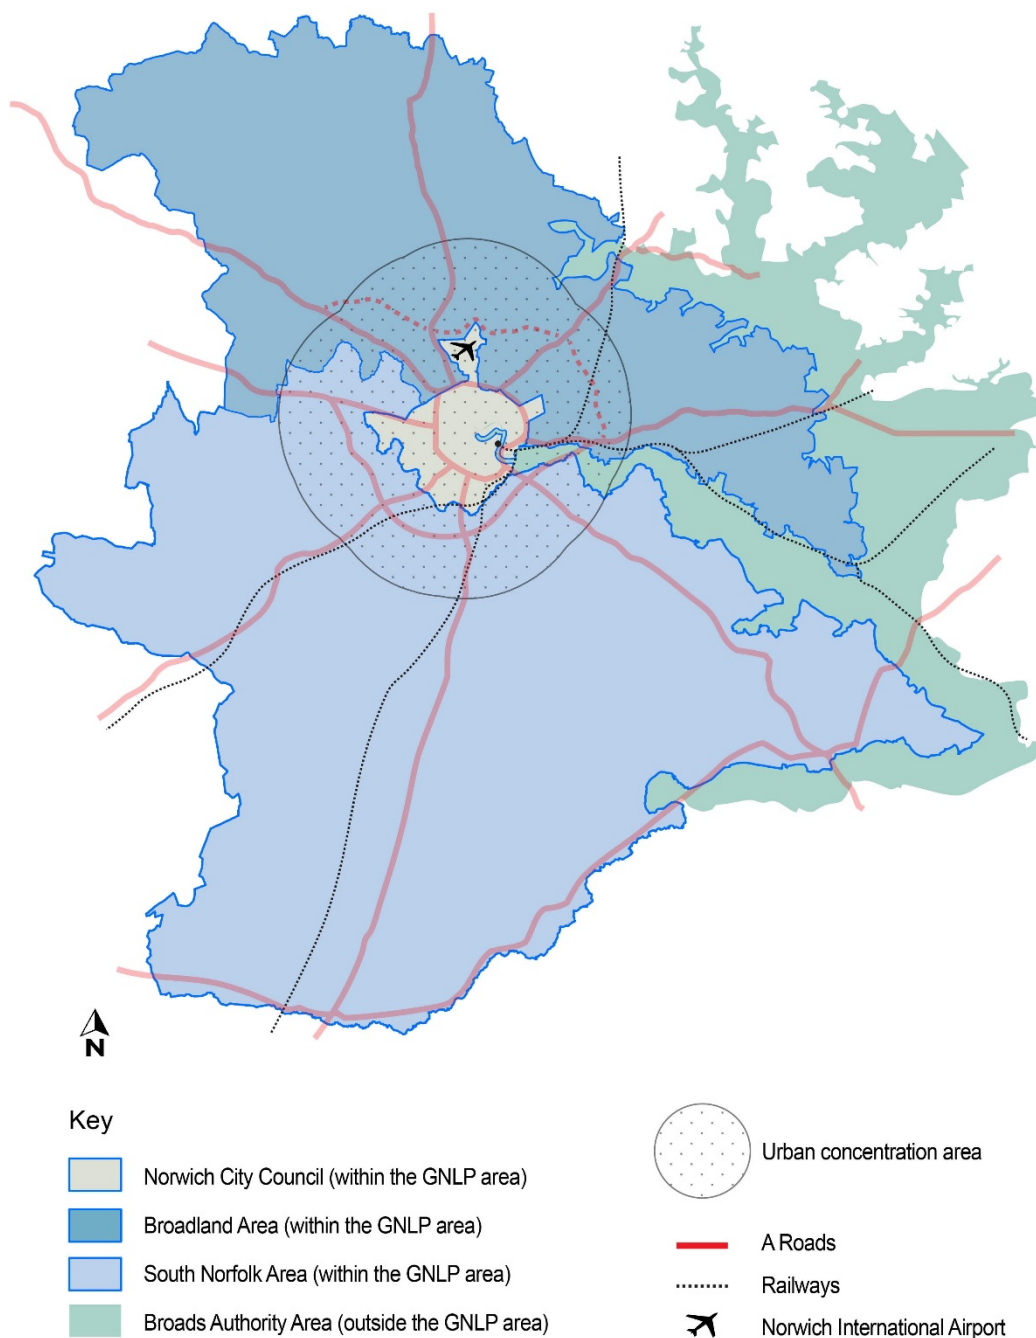 N
Key
Norwich City Council (within the GNLP area)
Broadland Area (within the GNLP area)
South Norfolk Area (within the GNLP area)
Broads Authority Area (outside the GNLP area)
Urban concentration area
A Roads
Railways
Norwich International Airport